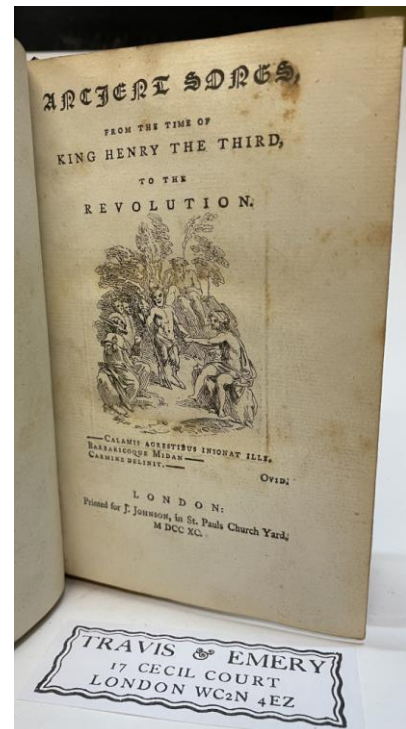 ANCIENT SONGS,
FROM THE TIME OF
KING HENRY THE THIRD,
TO THE
REVOLUTION.
——CALAMIS AGRESTIBUS INSONAT ILLE,
BARBARICOQUE MIDAN——
CARMINE DELINIT.——
OVID.
LONDON:
Printed for J. JOHNSON, in St. Pauls Church Yard,
M DCC XC.
TRAVIS & EMERY
17 CECIL COURT
LONDON WC2N 4EZ